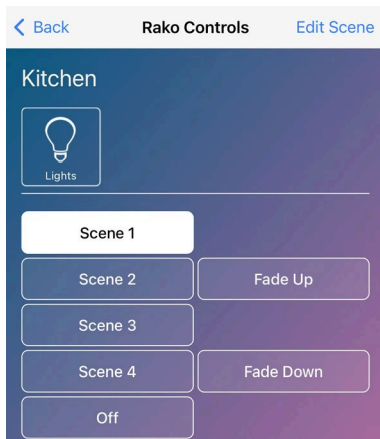 Back Rako Controls Edit Scene
Kitchen
Lights
Scene 1
Scene 2 Fade Up
Scene 3
Scene 4 Fade Down
Off